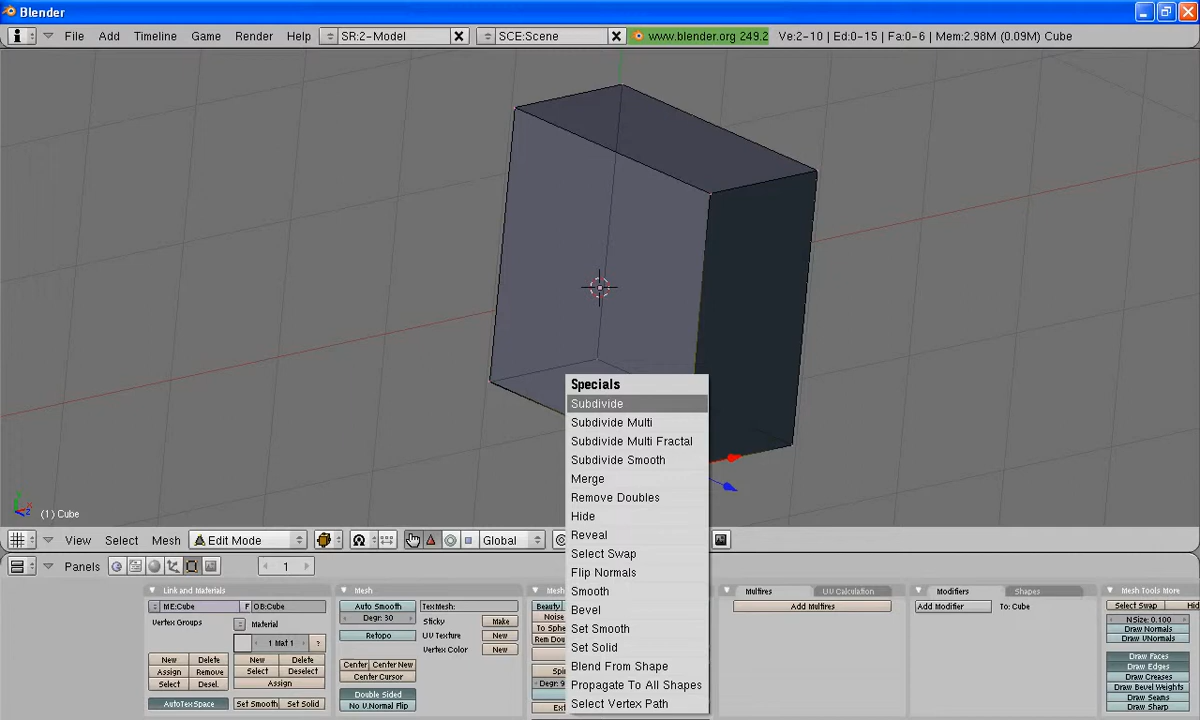 Blender
File Add Timeline Game Render Help SR:2-Model SCE:Scene www.blender.org 249.2 Ve:2-10 | Ed:0-15 | Fa:0-6 | Mem:2.98M (0.09M) Cube
Specials
Subdivide
Subdivide Multi
Subdivide Multi Fractal
Subdivide Smooth
Merge
Remove Doubles
Hide
Reveal
Select Swap
Flip Normals
Smooth
Bevel
Set Smooth
Set Solid
Blend From Shape
Propagate To All Shapes
Select Vertex Path
(1) Cube
View Select Mesh Edit Mode Global
Panels 1
Link and Materials
ME:Cube F OB:Cube
Vertex Groups Material
1 Mat 1 ?
New Delete New Delete
Assign Remove Select Deselect
Select Desel. Assign
AutoTexSpace Set Smooth Set Solid
Mesh
Auto Smooth TexMesh:
Degr: 30 Sticky Make
Retopo UV Texture New
Vertex Color New
Center Center New
Center Cursor
Double Sided
No V.Normal Flip
Mesh
Beauty
Noise
To Sphe
Rem Dou
Spi
Degr: 9
Ext
Multires UV Calculation
Add Multires
Modifiers Shapes
Add Modifier To: Cube
Mesh Tools More
Select Swap Hid
NSize: 0.100
Draw Normals
Draw VNormals
Draw Faces
Draw Edges
Draw Creases
Draw Bevel Weights
Draw Seams
Draw Sharp